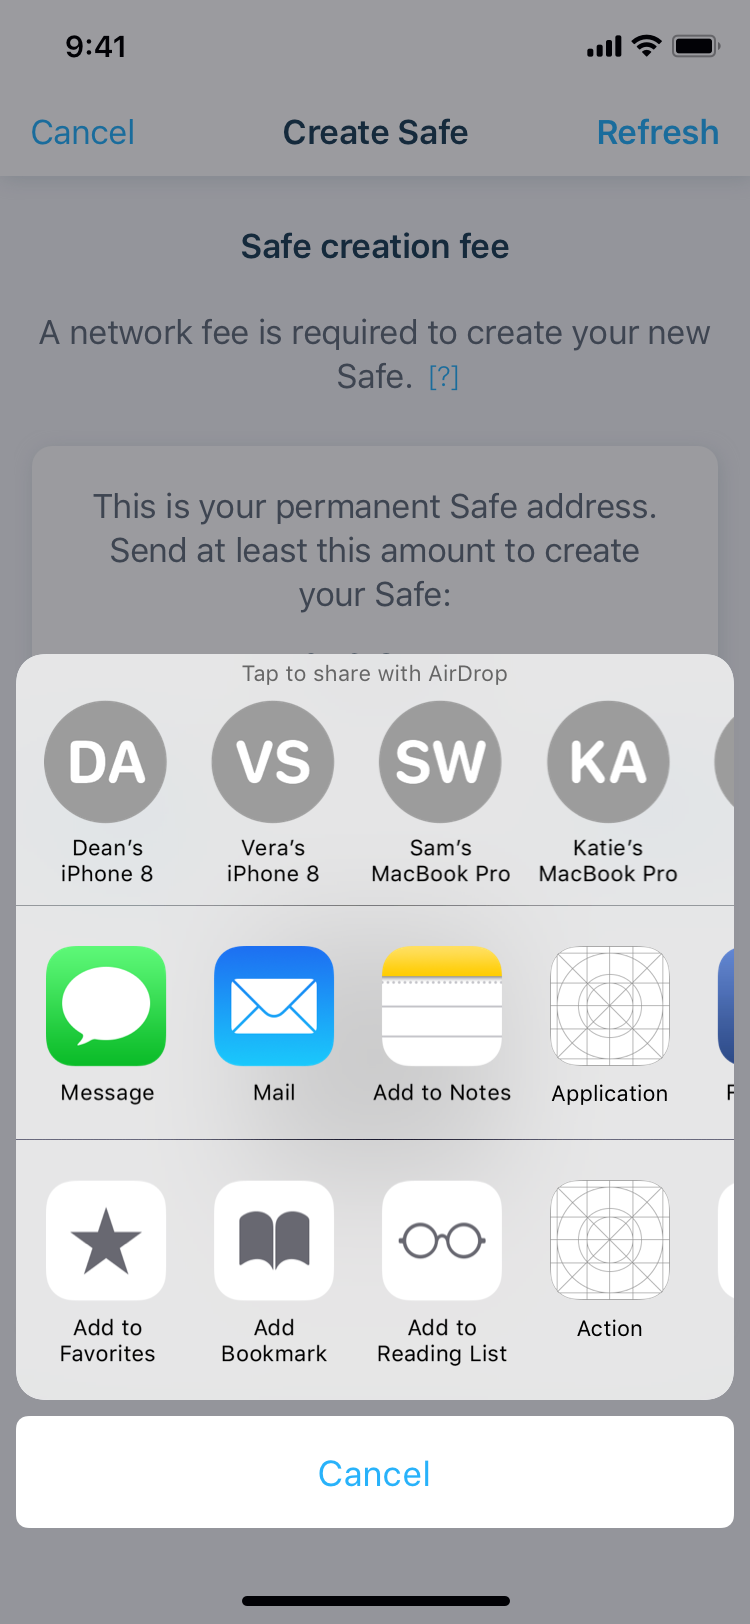 9:41
Cancel
Create Safe
Refresh
Safe creation fee
A network fee is required to create your new
Safe. [?]
This is your permanent Safe address.
Send at least this amount to create
your Safe:
Tap to share with AirDrop
DA
VS
SW
KA
Dean’s
iPhone 8
Vera’s
iPhone 8
Sam’s
MacBook Pro
Katie’s
MacBook Pro
Message
Mail
Add to Notes
Application
Add to
Favorites
Add
Bookmark
Add to
Reading List
Action
Cancel